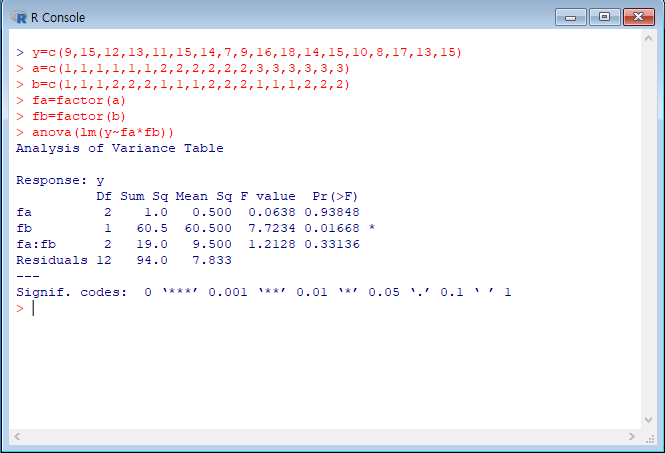 R Console
> y=c(9,15,12,13,11,15,14,7,9,16,18,14,15,10,8,17,13,15)
> a=c(1,1,1,1,1,1,2,2,2,2,2,2,3,3,3,3,3,3)
> b=c(1,1,1,2,2,2,1,1,1,2,2,2,1,1,1,2,2,2)
> fa=factor(a)
> fb=factor(b)
> anova(lm(y~fa*fb))
Analysis of Variance Table
Response: y
Df Sum Sq Mean Sq F value Pr(>F)
fa 2 1.0 0.500 0.0638 0.93848
fb 1 60.5 60.500 7.7234 0.01668 *
fa:fb 2 19.0 9.500 1.2128 0.33136
Residuals 12 94.0 7.833
---
Signif. codes: 0 ‘***’ 0.001 ‘**’ 0.01 ‘*’ 0.05 ‘.’ 0.1 ‘ ’ 1
>